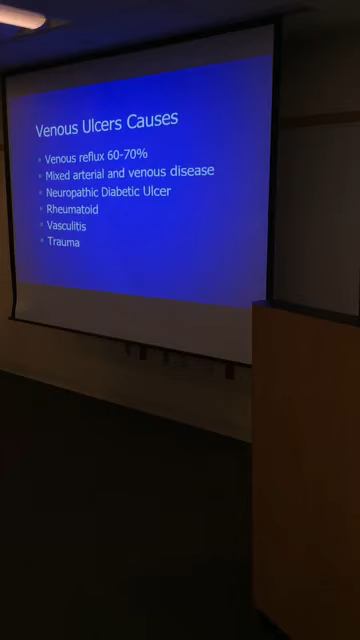 Venous Ulcers Causes
Venous reflux 60-70%
Mixed arterial and venous disease
Neuropathic Diabetic Ulcer
Rheumatoid
Vasculitis
Trauma